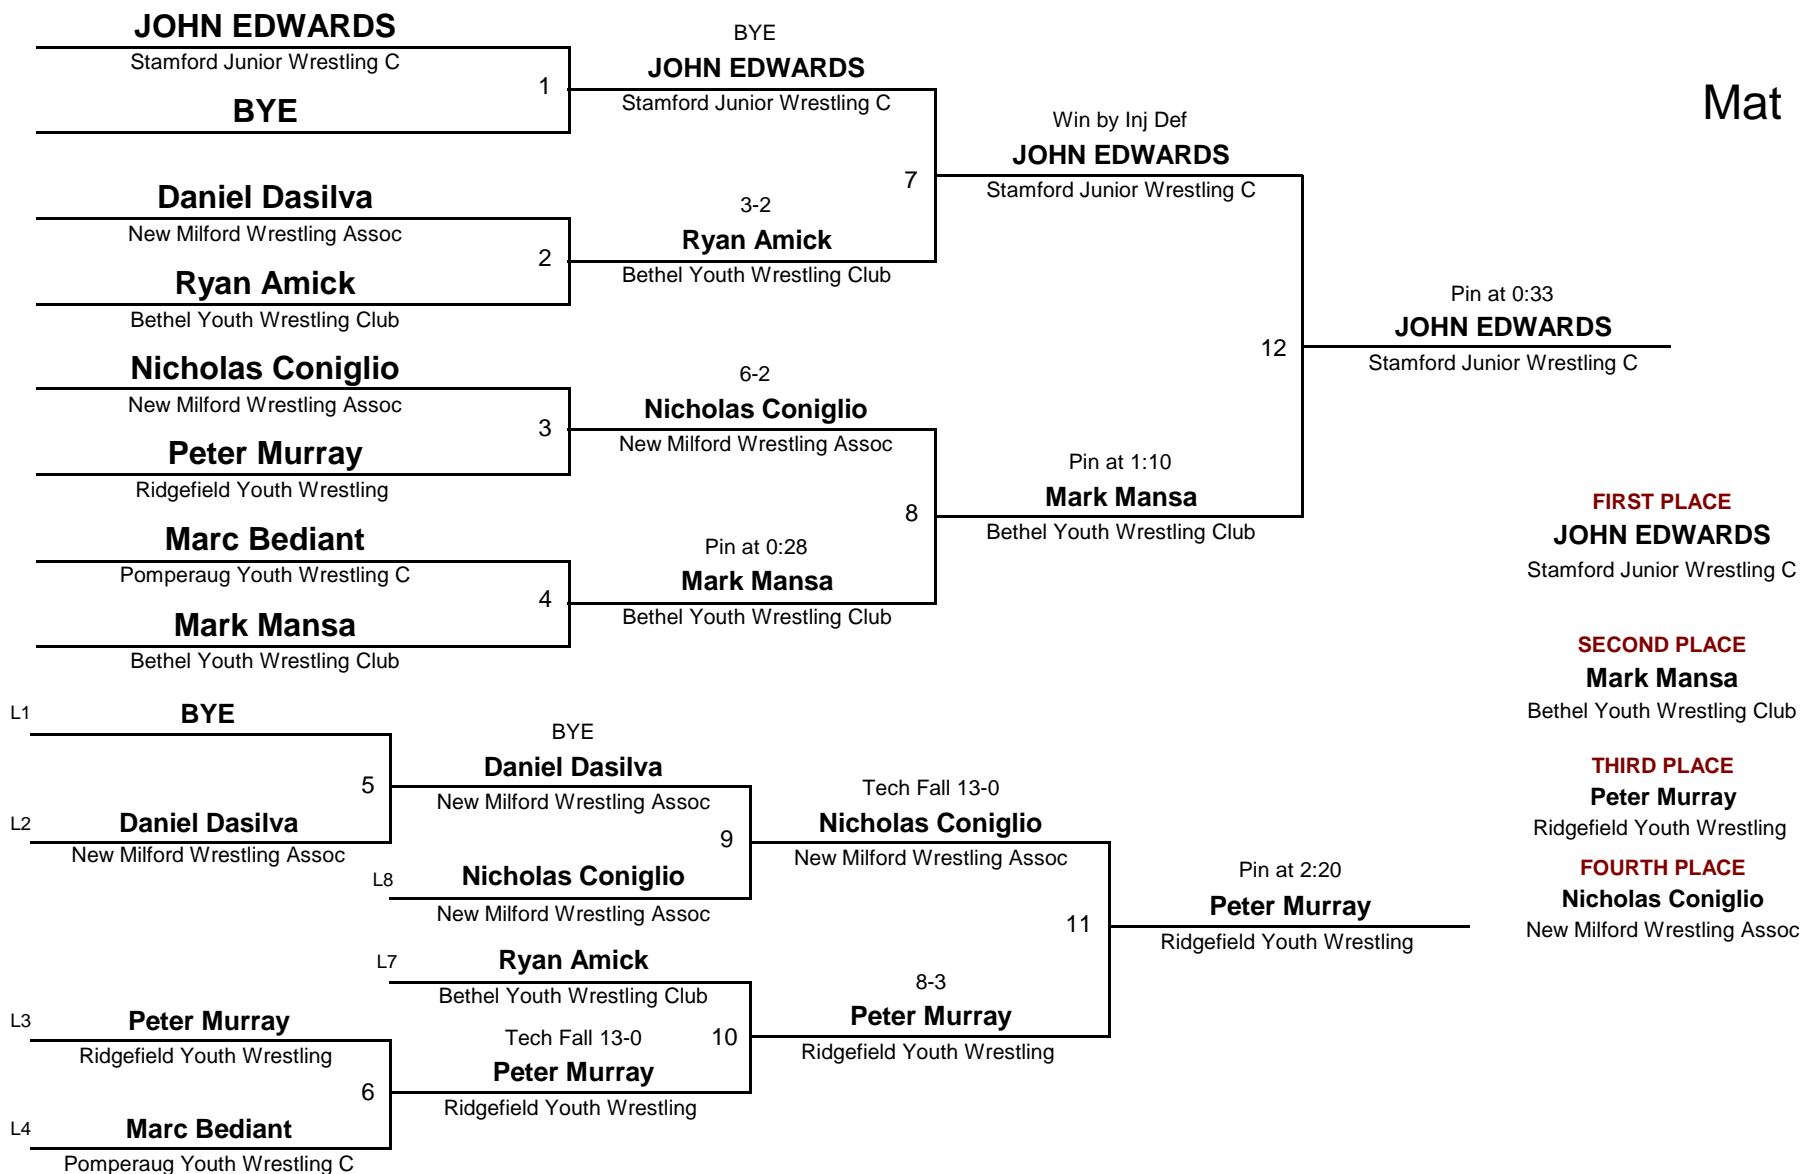 JOHN EDWARDS
Stamford Junior Wrestling C
1
BYE
BYE
JOHN EDWARDS
Stamford Junior Wrestling C
Mat
Win by Inj Def
JOHN EDWARDS
Stamford Junior Wrestling C
7
Daniel Dasilva
New Milford Wrestling Assoc
2
Ryan Amick
Bethel Youth Wrestling Club
3-2
Ryan Amick
Bethel Youth Wrestling Club
Pin at 0:33
JOHN EDWARDS
Stamford Junior Wrestling C
12
Nicholas Coniglio
New Milford Wrestling Assoc
3
Peter Murray
Ridgefield Youth Wrestling
6-2
Nicholas Coniglio
New Milford Wrestling Assoc
8
Pin at 1:10
Mark Mansa
Bethel Youth Wrestling Club
Marc Bediant
Pomperaug Youth Wrestling C
4
Mark Mansa
Bethel Youth Wrestling Club
Pin at 0:28
Mark Mansa
Bethel Youth Wrestling Club
FIRST PLACE
JOHN EDWARDS
Stamford Junior Wrestling C
SECOND PLACE
Mark Mansa
Bethel Youth Wrestling Club
THIRD PLACE
Peter Murray
Ridgefield Youth Wrestling
FOURTH PLACE
Nicholas Coniglio
New Milford Wrestling Assoc
L1
BYE
5
L2
Daniel Dasilva
New Milford Wrestling Assoc
BYE
Daniel Dasilva
New Milford Wrestling Assoc
9
L8
Nicholas Coniglio
New Milford Wrestling Assoc
Tech Fall 13-0
Nicholas Coniglio
New Milford Wrestling Assoc
11
Pin at 2:20
Peter Murray
Ridgefield Youth Wrestling
L7
Ryan Amick
Bethel Youth Wrestling Club
10
8-3
Peter Murray
Ridgefield Youth Wrestling
L3
Peter Murray
Ridgefield Youth Wrestling
6
Tech Fall 13-0
Peter Murray
Ridgefield Youth Wrestling
L4
Marc Bediant
Pomperaug Youth Wrestling C